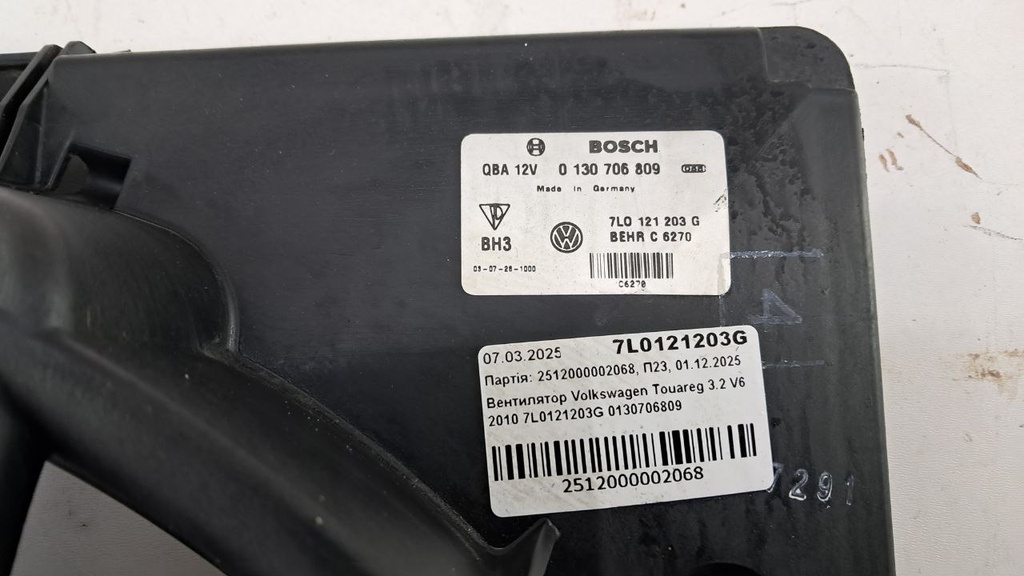 BOSCH
QBA 12V 0 130 706 809
Made in Germany
7L0 121 203 G
BH3 BEHR C 6270
03-07-28-1000
C6270
07.03.2025 7L0121203G
Партія: 2512000002068, П23, 01.12.2025
Вентилятор Volkswagen Touareg 3.2 V6
2010 7L0121203G 0130706809
2512000002068
7291